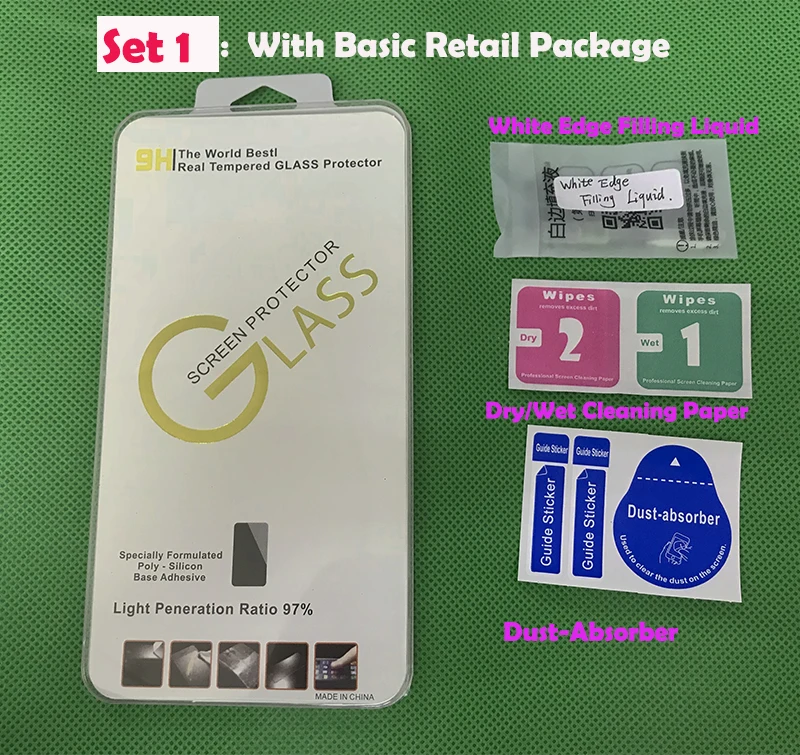 Set 1 : With Basic Retail Package
9H The World Bestl
Real Tempered GLASS Protector
SCREEN PROTECTOR
GLASS
Specially Formulated
Poly - Silicon
Base Adhesive
Light Peneration Ratio 97%
MADE IN CHINA
White Edge Filling Liquid
White Edge
Filling Liquid.
白边填充液
Wipes
removes excess dirt
Dry 2
Professional Screen Cleaning Paper
Wipes
removes excess dirt
Wet 1
Professional Screen Cleaning Paper
Dry/Wet Cleaning Paper
Guide Sticker
Guide Sticker
Guide Sticker
Guide Sticker
Dust-absorber
Used to clear the dust on the screen.
Dust-Absorber